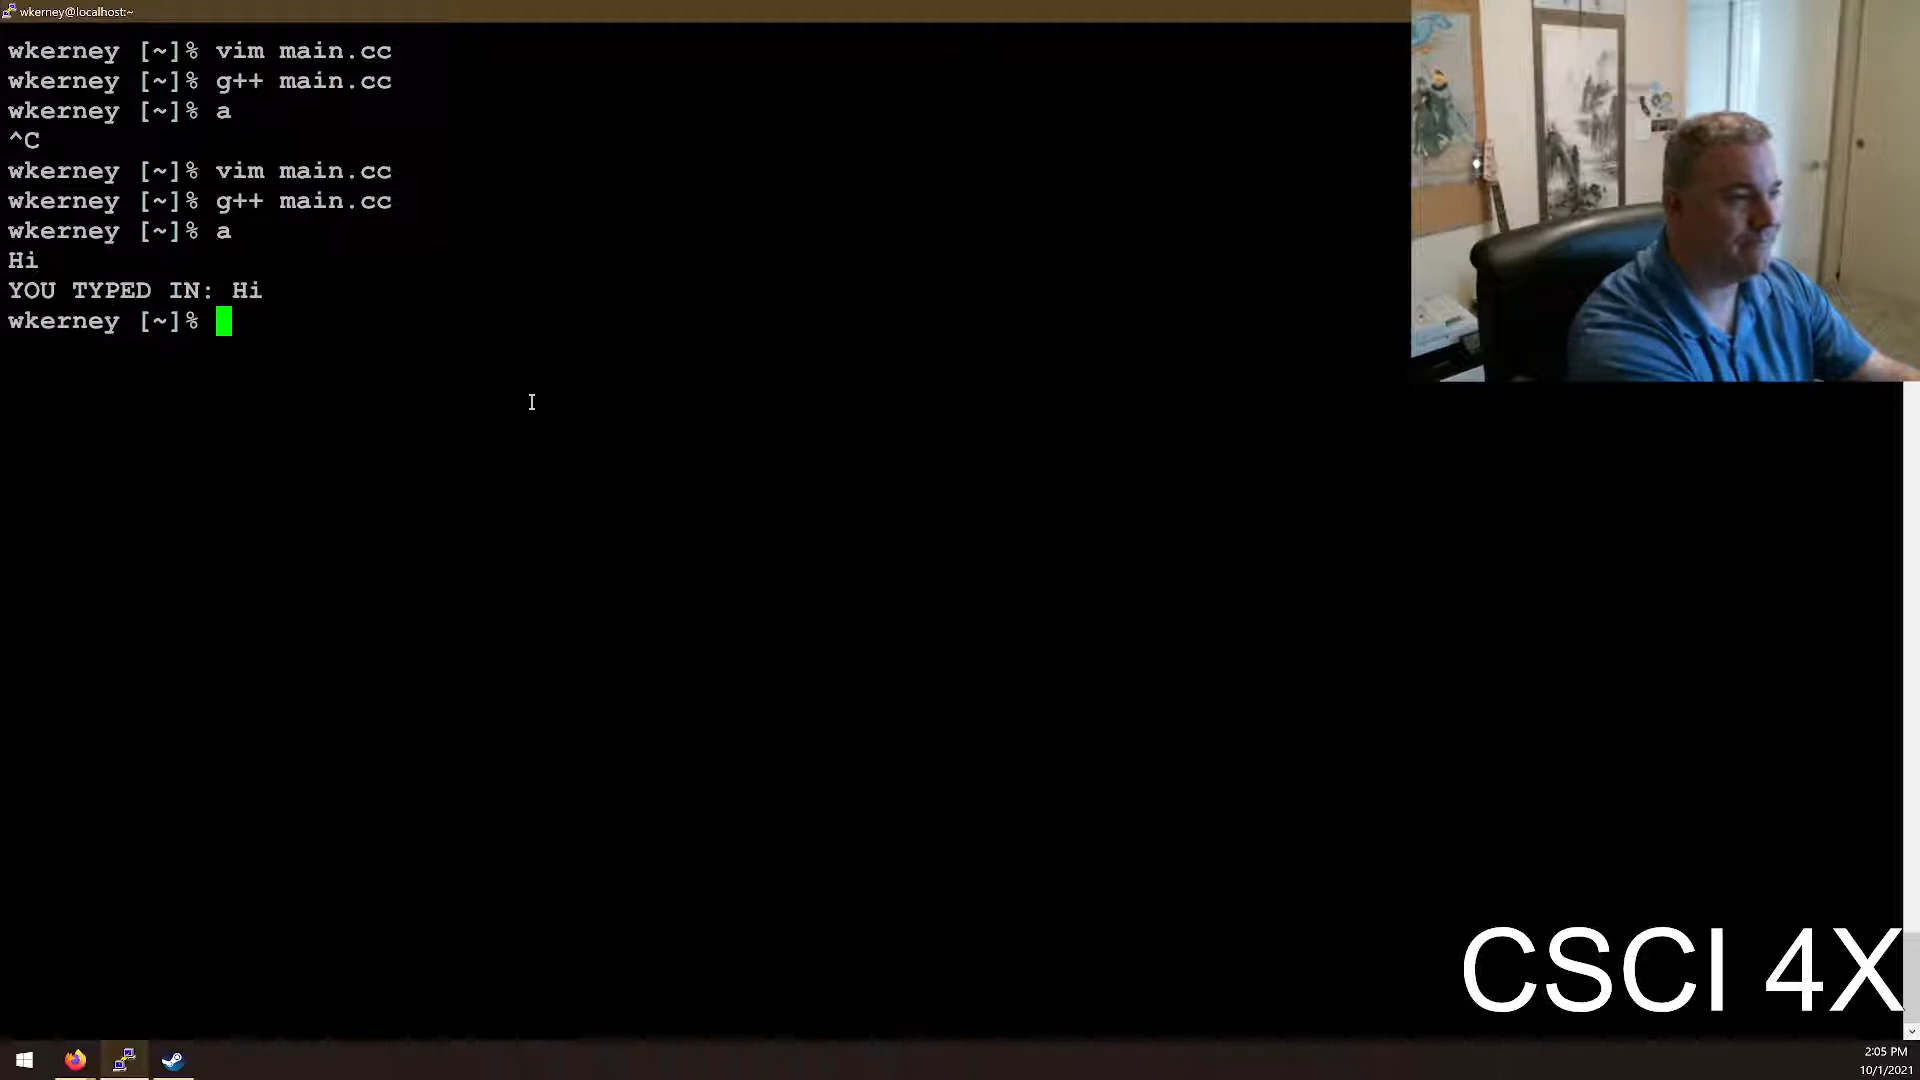 wkerney@localhost:~
wkerney [~]% vim main.cc
wkerney [~]% g++ main.cc
wkerney [~]% a
^C
wkerney [~]% vim main.cc
wkerney [~]% g++ main.cc
wkerney [~]% a
Hi
YOU TYPED IN: Hi
wkerney [~]%
CSCI 4X
2:05 PM
10/1/2021